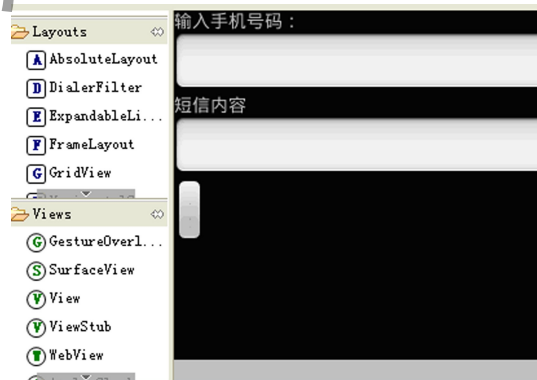 Layouts
A AbsoluteLayout
D DialerFilter
E ExpandableLi...
F FrameLayout
G GridView
Views
G GestureOverl...
S SurfaceView
V View
V ViewStub
W WebView
输入手机号码：
短信内容